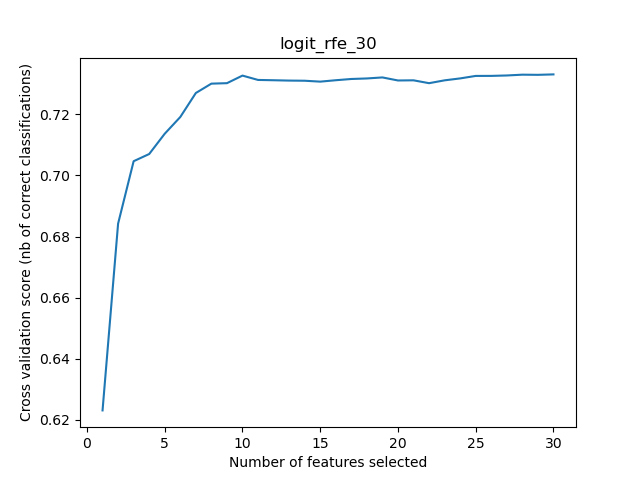 logit_rfe_30
Cross validation score (nb of correct classifications)
0.72
0.70
0.68
0.66
0.64
0.62
0 5 10 15 20 25 30
Number of features selected